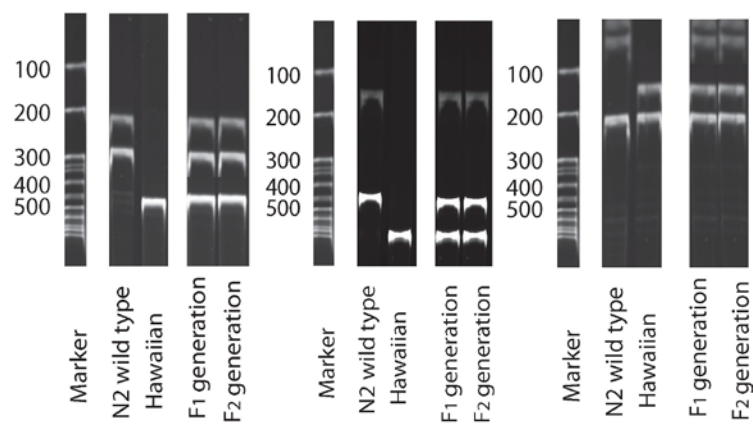 100
200
300
400
500
Marker
N2 wild type
Hawaiian
F1 generation
F2 generation
100
200
300
400
500
Marker
N2 wild type
Hawaiian
F1 generation
F2 generation
100
200
300
400
500
Marker
N2 wild type
Hawaiian
F1 generation
F2 generation